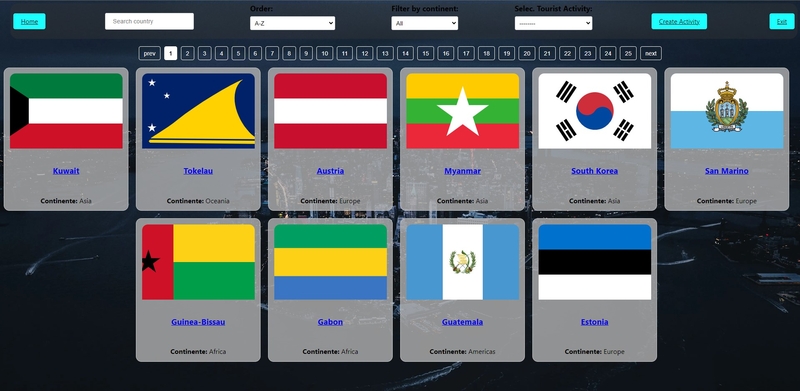 Home
Search country
Order:
A-Z
Filter by continent:
All
Selec. Tourist Activity:
--------
Create Activity
Exit
prev 1 2 3 4 5 6 7 8 9 10 11 12 13 14 15 16 17 18 19 20 21 22 23 24 25 next
Kuwait
Continente: Asia
Tokelau
Continente: Oceania
Austria
Continente: Europe
Myanmar
Continente: Asia
South Korea
Continente: Asia
San Marino
Continente: Europe
Guinea-Bissau
Continente: Africa
Gabon
Continente: Africa
Guatemala
Continente: Americas
Estonia
Continente: Europe